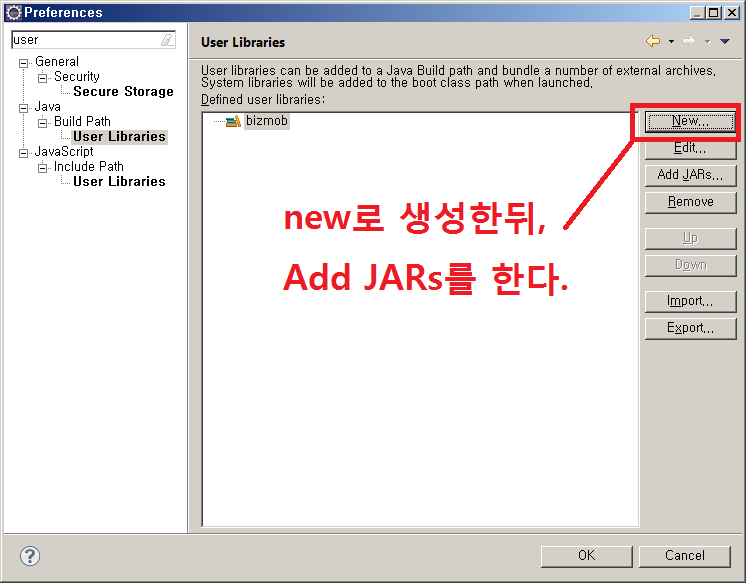 Preferences
user
General
Security
Secure Storage
Java
Build Path
User Libraries
JavaScript
Include Path
User Libraries
User Libraries
User libraries can be added to a Java Build path and bundle a number of external archives,
System libraries will be added to the boot class path when launched,
Defined user libraries:
bizmob
New...
Edit...
Add JARs...
Remove
Up
Down
Import...
Export...
new로 생성한뒤,
Add JARs를 한다.
?
OK
Cancel